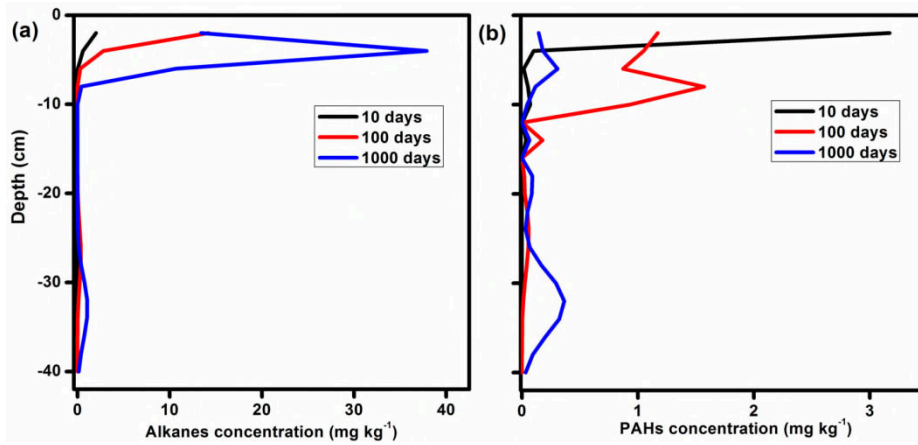 (a)
Depth (cm)
0
-10
-20
-30
-40
10 days
100 days
1000 days
0 10 20 30 40
Alkanes concentration (mg kg⁻¹)
(b)
10 days
100 days
1000 days
0 1 2 3
PAHs concentration (mg kg⁻¹)